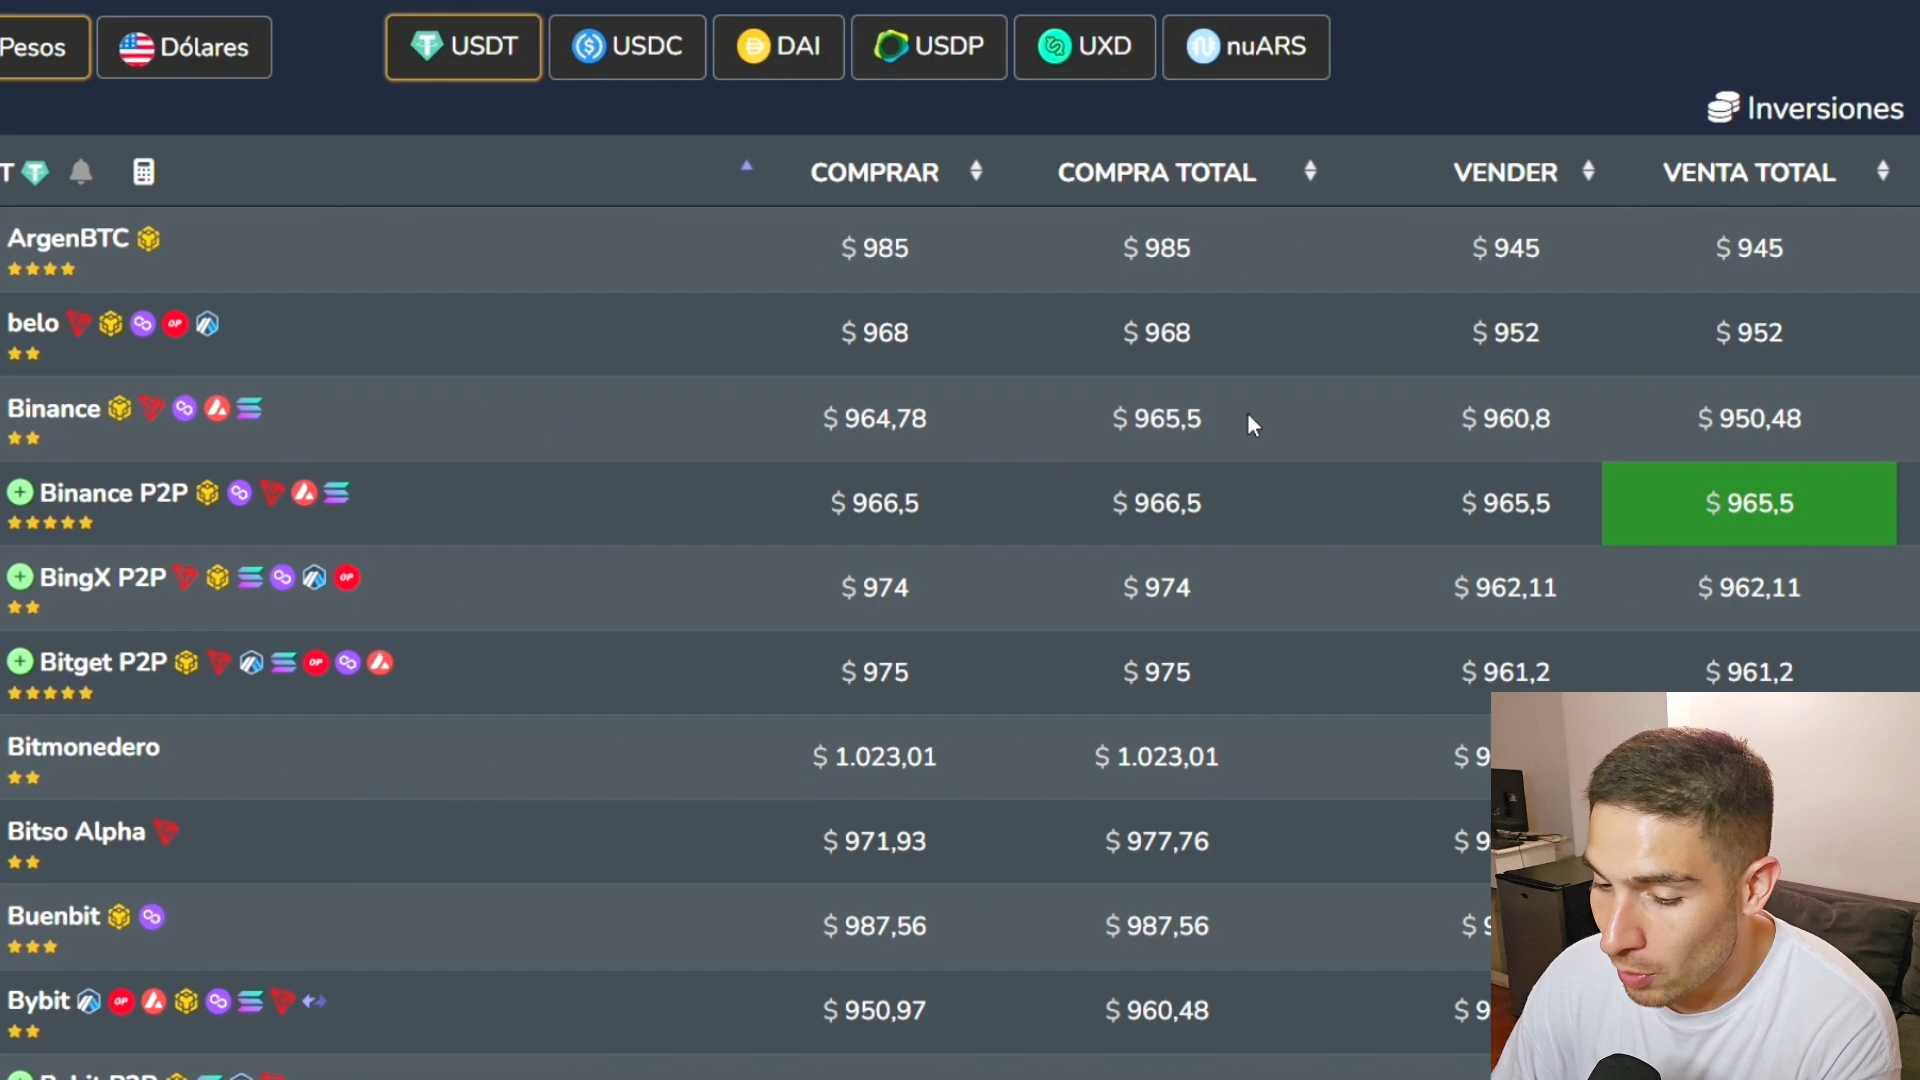 Pesos Dólares USDT USDC DAI USDP UXD nuARS
Inversiones
T COMPRAR COMPRA TOTAL VENDER VENTA TOTAL
ArgenBTC $ 985 $ 985 $ 945 $ 945
belo $ 968 $ 968 $ 952 $ 952
Binance $ 964,78 $ 965,5 $ 960,8 $ 950,48
Binance P2P $ 966,5 $ 966,5 $ 965,5 $ 965,5
BingX P2P $ 974 $ 974 $ 962,11 $ 962,11
Bitget P2P $ 975 $ 975 $ 961,2 $ 961,2
Bitmonedero $ 1.023,01 $ 1.023,01 $ 9
Bitso Alpha $ 971,93 $ 977,76 $ 9
Buenbit $ 987,56 $ 987,56 $
Bybit $ 950,97 $ 960,48 $ 9